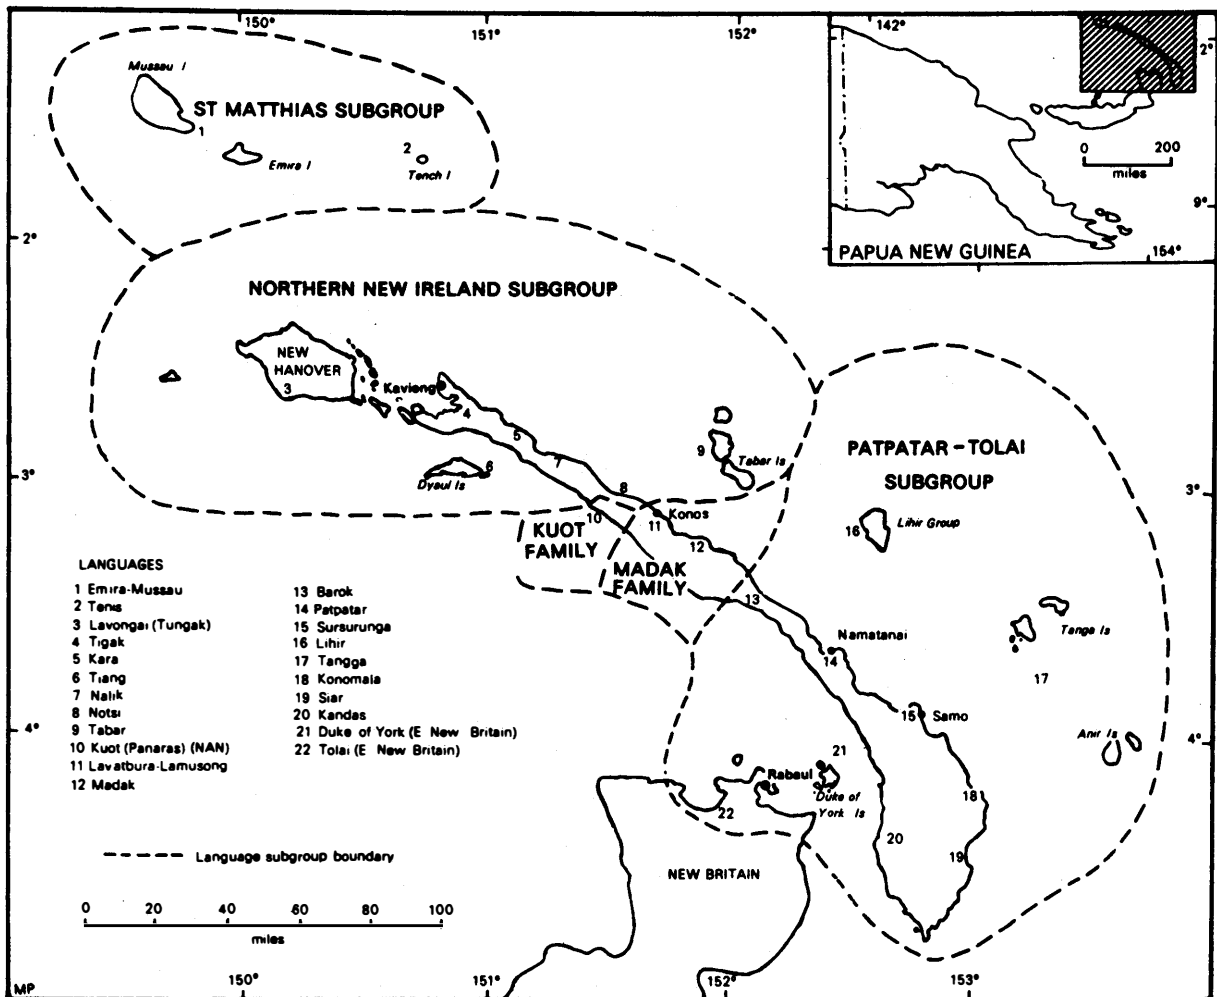 150°
151°
152°
142°
2°
Mussau I
ST MATTHIAS SUBGROUP
1
2
Emira I
Tench I
0 200
miles
9°
PAPUA NEW GUINEA
154°
2°
NORTHERN NEW IRELAND SUBGROUP
NEW
HANOVER
3
Kavieng
4
5
7
6
Dyaul Is
8
9
Tabar Is
PATPATAR-TOLAI
SUBGROUP
3°
3°
10
11
Konos
12
16
Lihir Group
KUOT
FAMILY
MADAK
FAMILY
13
Namatanai
14
Tanga Is
17
15
Samo
Anir Is
LANGUAGES
1 Emira-Mussau
2 Tenis
3 Lavongai (Tungak)
4 Tigak
5 Kara
6 Tiang
7 Nalik
8 Notsi
9 Tabar
10 Kuot (Panaras) (NAN)
11 Lavatbura-Lamusong
12 Madak
13 Barok
14 Patpatar
15 Sursurunga
16 Lihir
17 Tangga
18 Konomala
19 Siar
20 Kandas
21 Duke of York (E New Britain)
22 Tolai (E New Britain)
4°
4°
21
Rabaul
Duke of
York Is
22
18
20
19
NEW BRITAIN
Language subgroup boundary
0 20 40 60 80 100
miles
MP
150°
151°
152°
153°